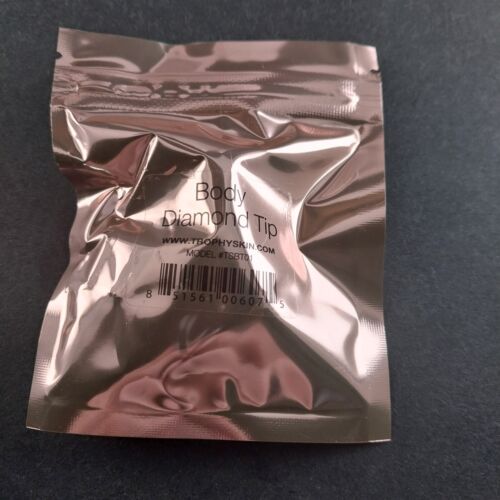 Body
Diamond Tip
WWW.TROPHYSKIN.COM
MODEL #TSBT01
8 51561 00607 5